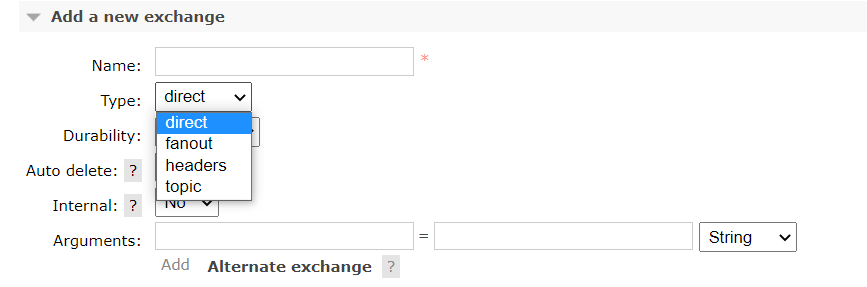 Add a new exchange
Name: *
Type: direct
direct
Durability:
fanout
headers
Auto delete: ?
topic
Internal: ? No
Arguments: = String
Add Alternate exchange ?